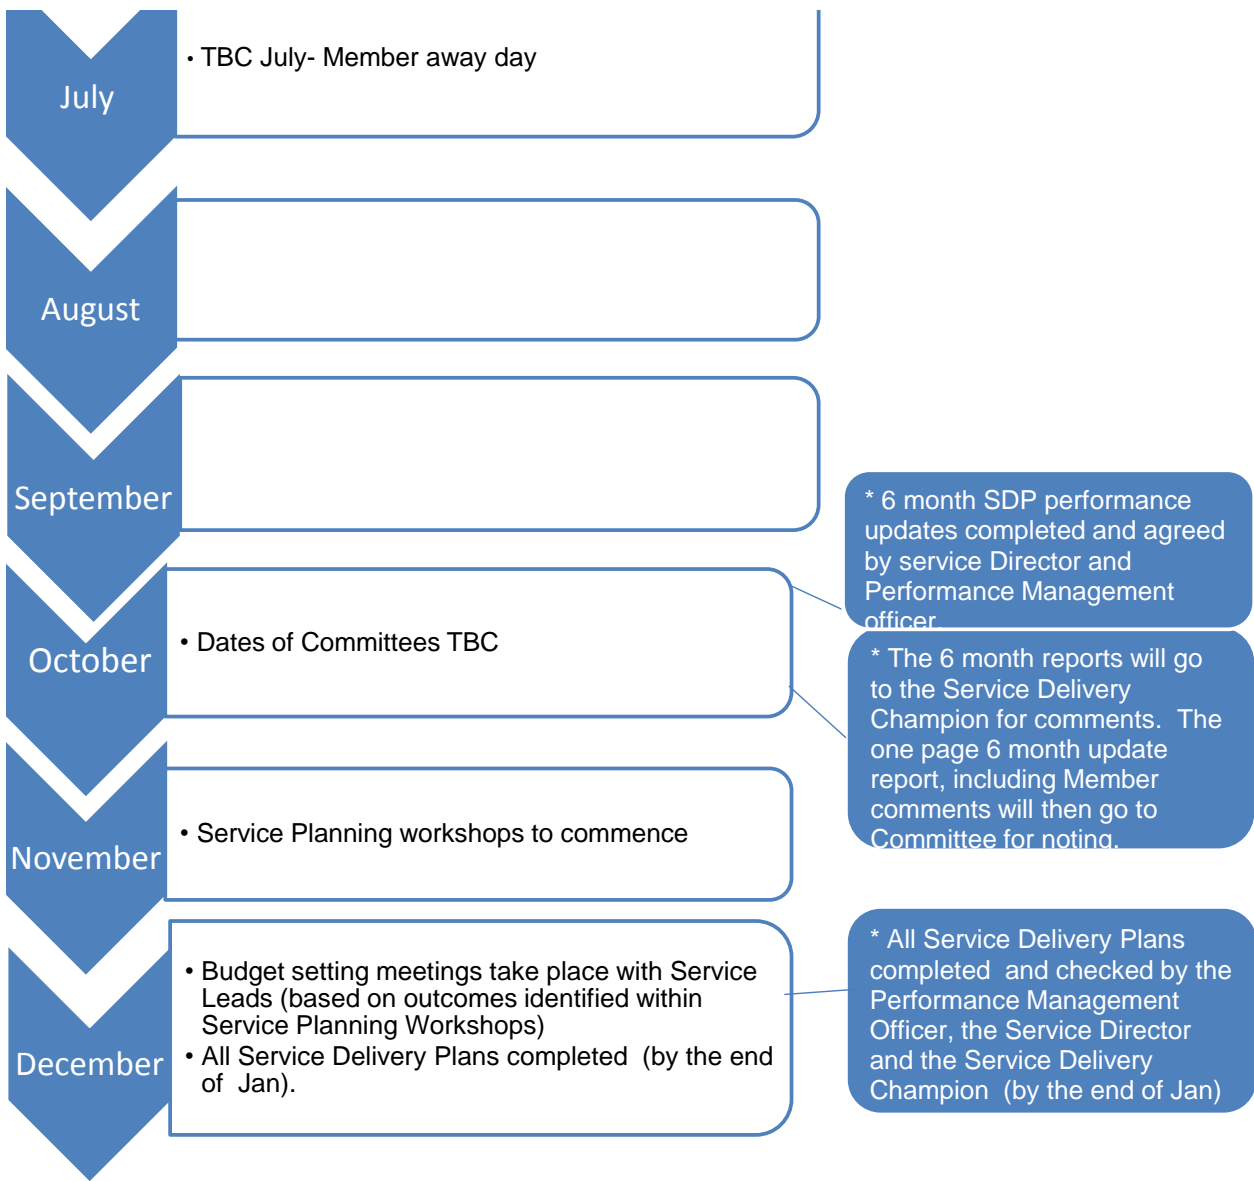 July
• TBC July- Member away day
August
September
* 6 month SDP performance
updates completed and agreed
by service Director and
Performance Management
officer.
October
• Dates of Committees TBC
* The 6 month reports will go
to the Service Delivery
Champion for comments.  The
one page 6 month update
report, including Member
comments will then go to
Committee for noting.
November
• Service Planning workshops to commence
December
• Budget setting meetings take place with Service
Leads (based on outcomes identified within
Service Planning Workshops)
• All Service Delivery Plans completed  (by the end
of  Jan).
* All Service Delivery Plans
completed  and checked by the
Performance Management
Officer, the Service Director
and the Service Delivery
Champion  (by the end of Jan)